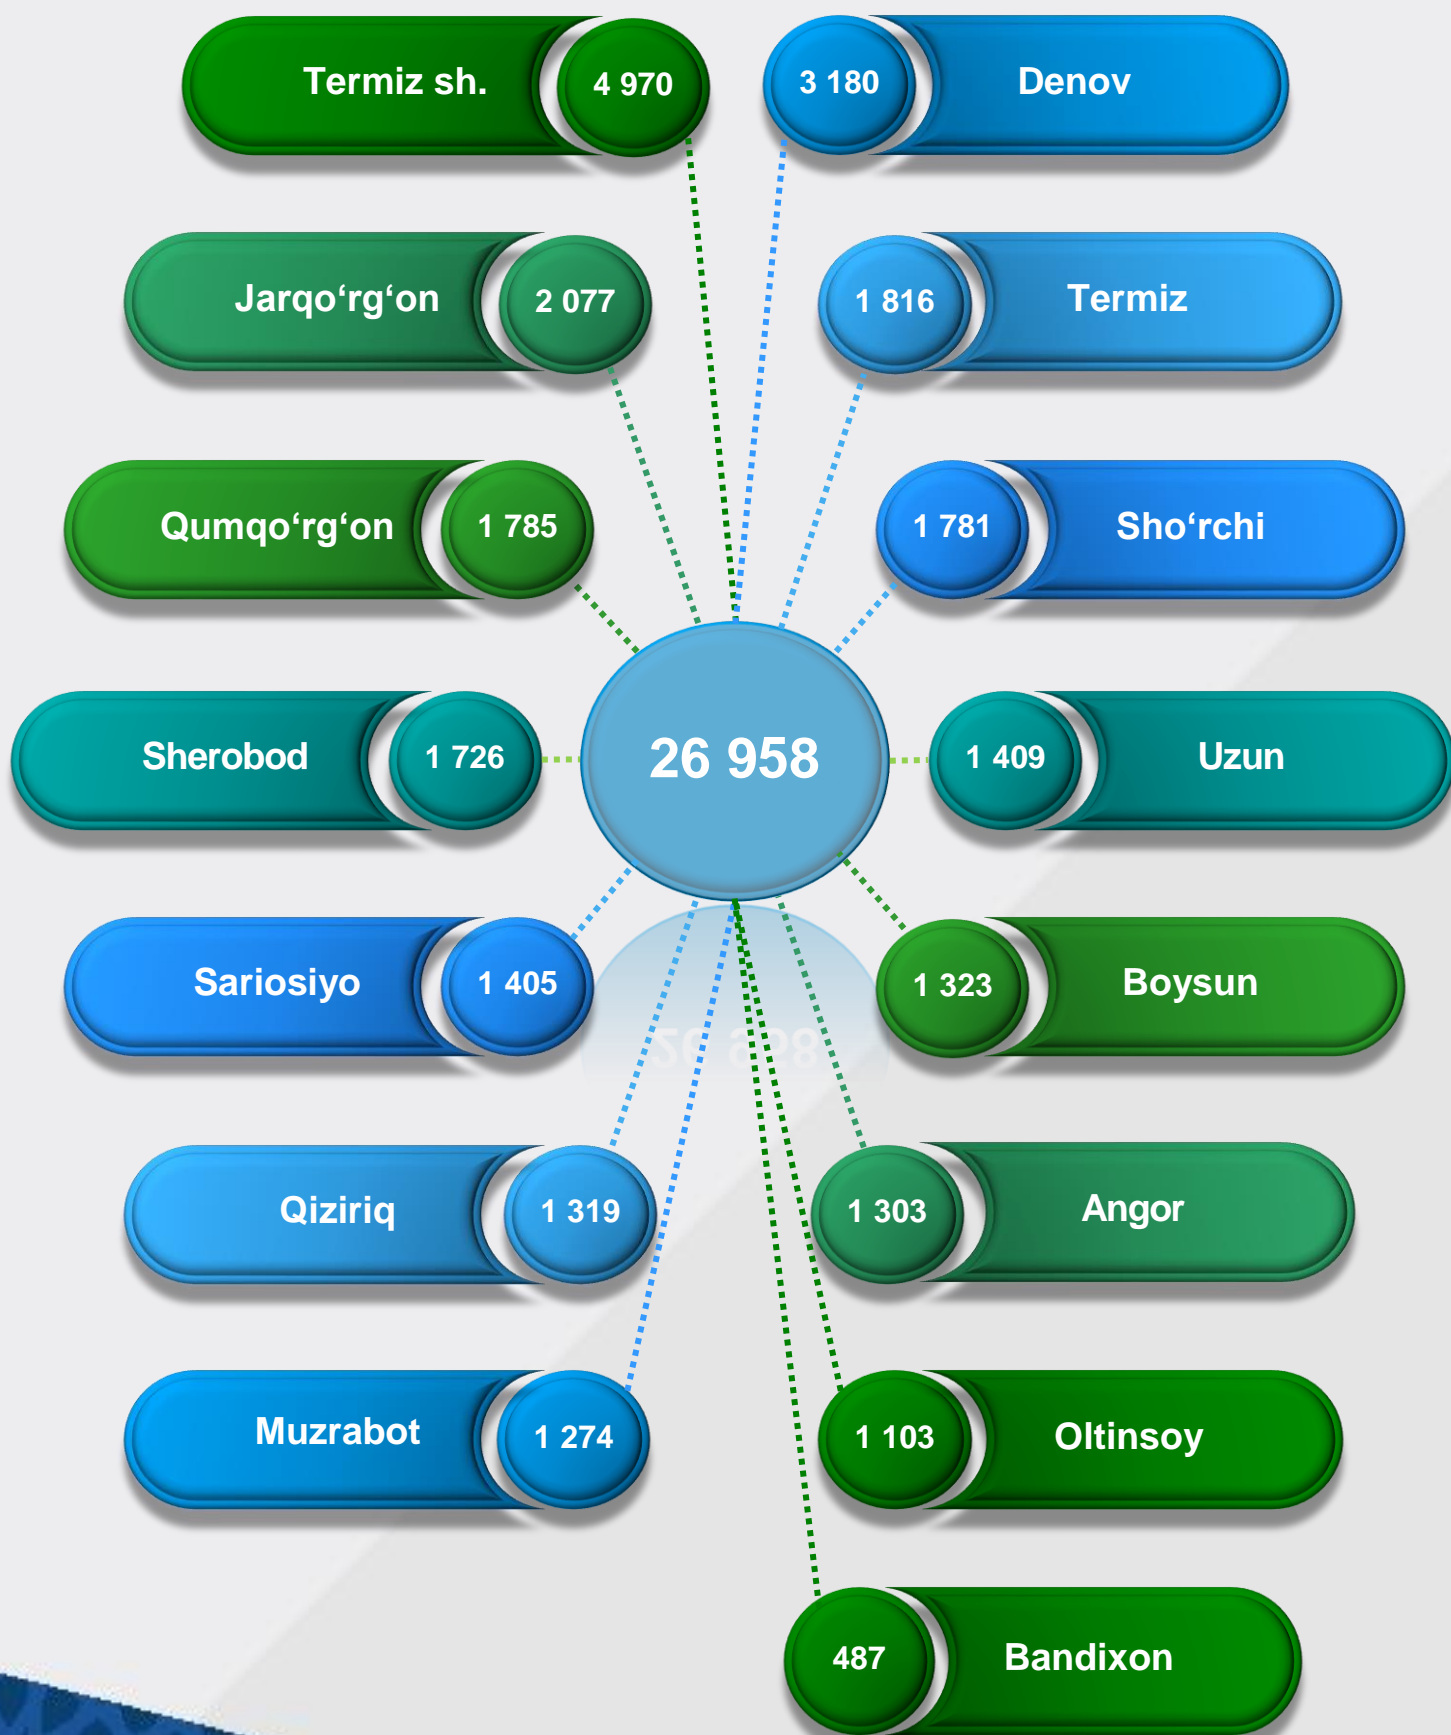 Termiz sh. 4 970
3 180 Denov
Jarqo‘rg‘on 2 077
1 816 Termiz
Qumqo‘rg‘on 1 785
1 781 Sho‘rchi
Sherobod 1 726
26 958
1 409 Uzun
Sariosiyo 1 405
1 323 Boysun
Qiziriq 1 319
1 303 Angor
Muzrabot 1 274
1 103 Oltinsoy
487 Bandixon